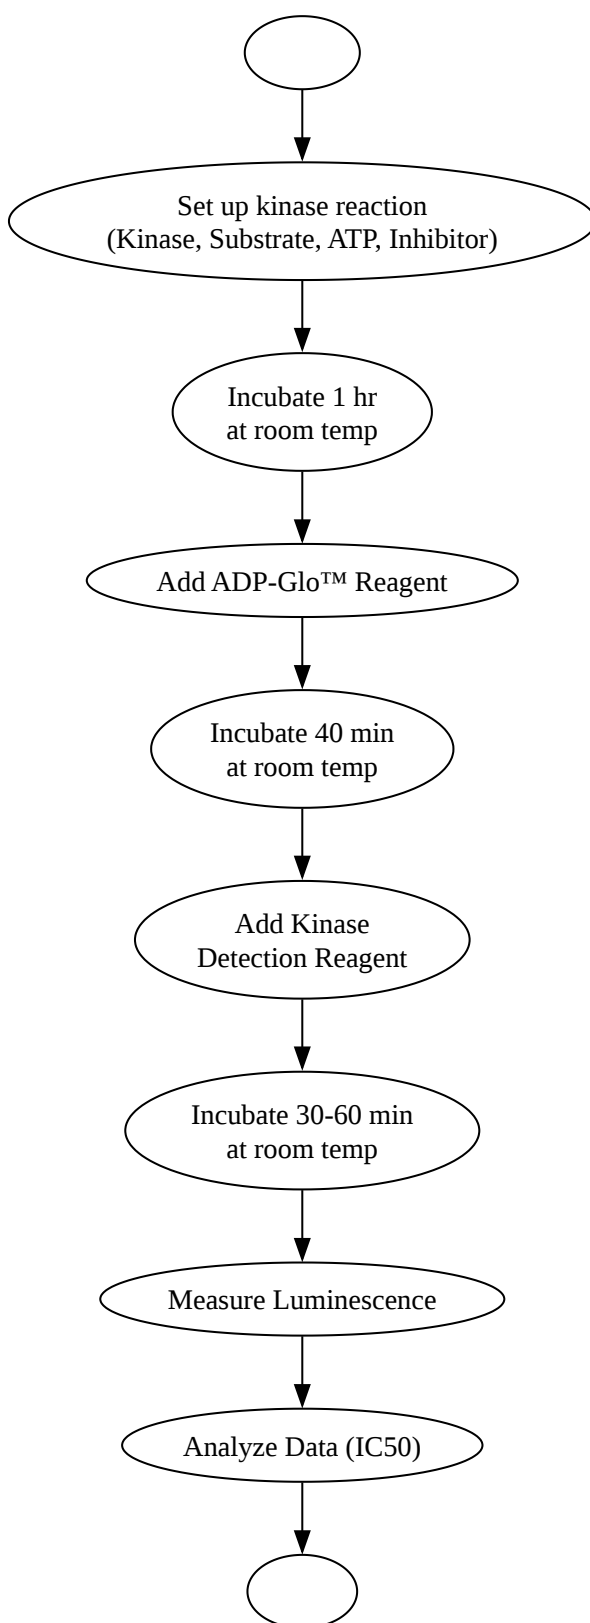 Set up kinase reaction
(Kinase, Substrate, ATP, Inhibitor)
Incubate 1 hr
at room temp
Add ADP-Glo™ Reagent
Incubate 40 min
at room temp
Add Kinase
Detection Reagent
Incubate 30-60 min
at room temp
Measure Luminescence
Analyze Data (IC50)